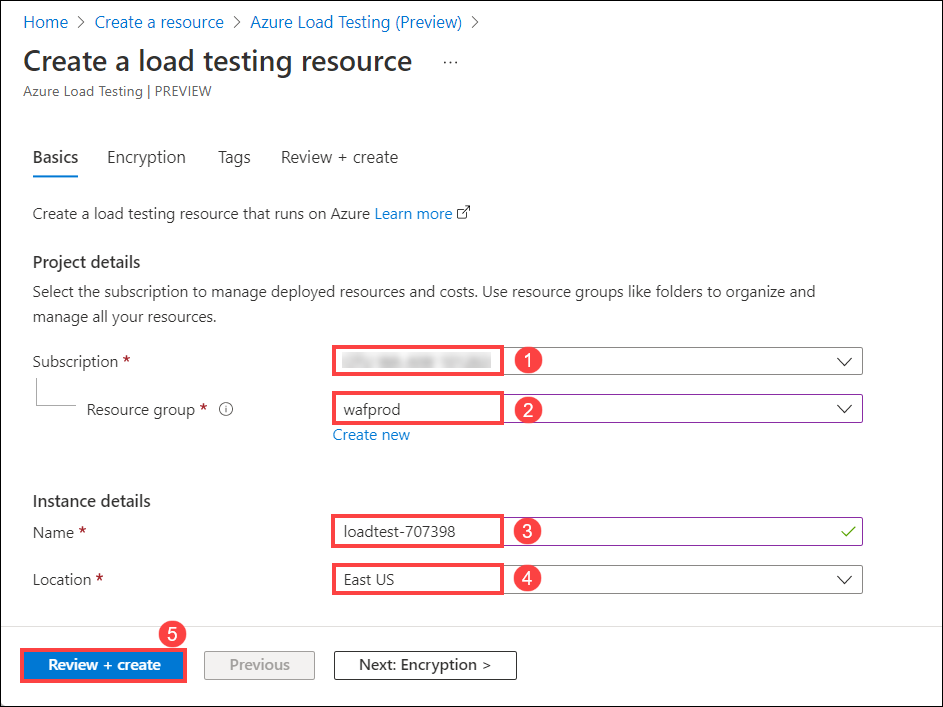 Home > Create a resource > Azure Load Testing (Preview) >
Create a load testing resource ...
Azure Load Testing | PREVIEW
Basics Encryption Tags Review + create
Create a load testing resource that runs on Azure Learn more
Project details
Select the subscription to manage deployed resources and costs. Use resource groups like folders to organize and
manage all your resources.
Subscription * 1
Resource group * wafprod 2
Create new
Instance details
Name * loadtest-707398 3
Location * East US 4
5
Review + create Previous Next: Encryption >